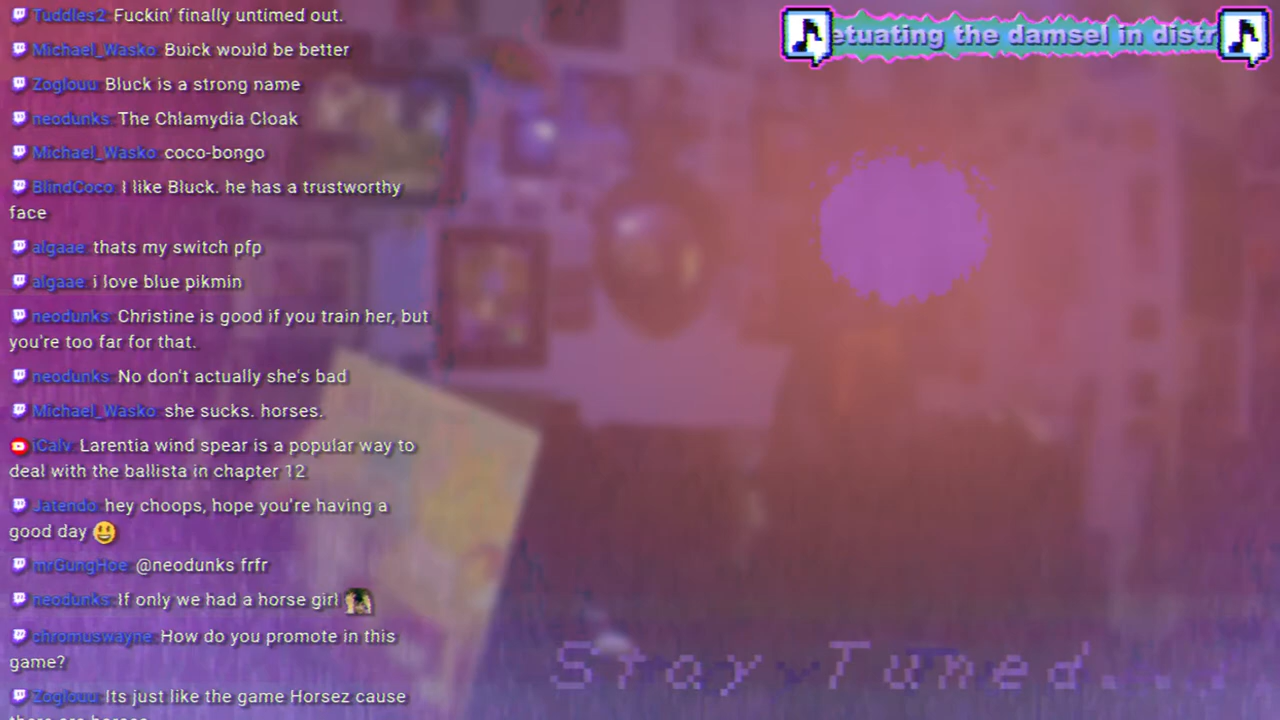 Tuddles2: Fuckin' finally untimed out.
Michael_Wasko: Buick would be better
Zoglouu: Bluck is a strong name
neodunks: The Chlamydia Cloak
Michael_Wasko: coco-bongo
BlindCoco: I like Bluck. he has a trustworthy
face
algaae: thats my switch pfp
algaae: i love blue pikmin
neodunks: Christine is good if you train her, but
you're too far for that.
neodunks: No don't actually she's bad
Michael_Wasko: she sucks. horses.
iCalv: Larentia wind spear is a popular way to
deal with the ballista in chapter 12
Jatendo: hey choops, hope you're having a
good day
mrGungHoe: @neodunks frfr
neodunks: If only we had a horse girl
chromuswayne: How do you promote in this
game?
Zoglouu: Its just like the game Horsez cause
there are horses
etuating the damsel in distr
Stay Tuned...